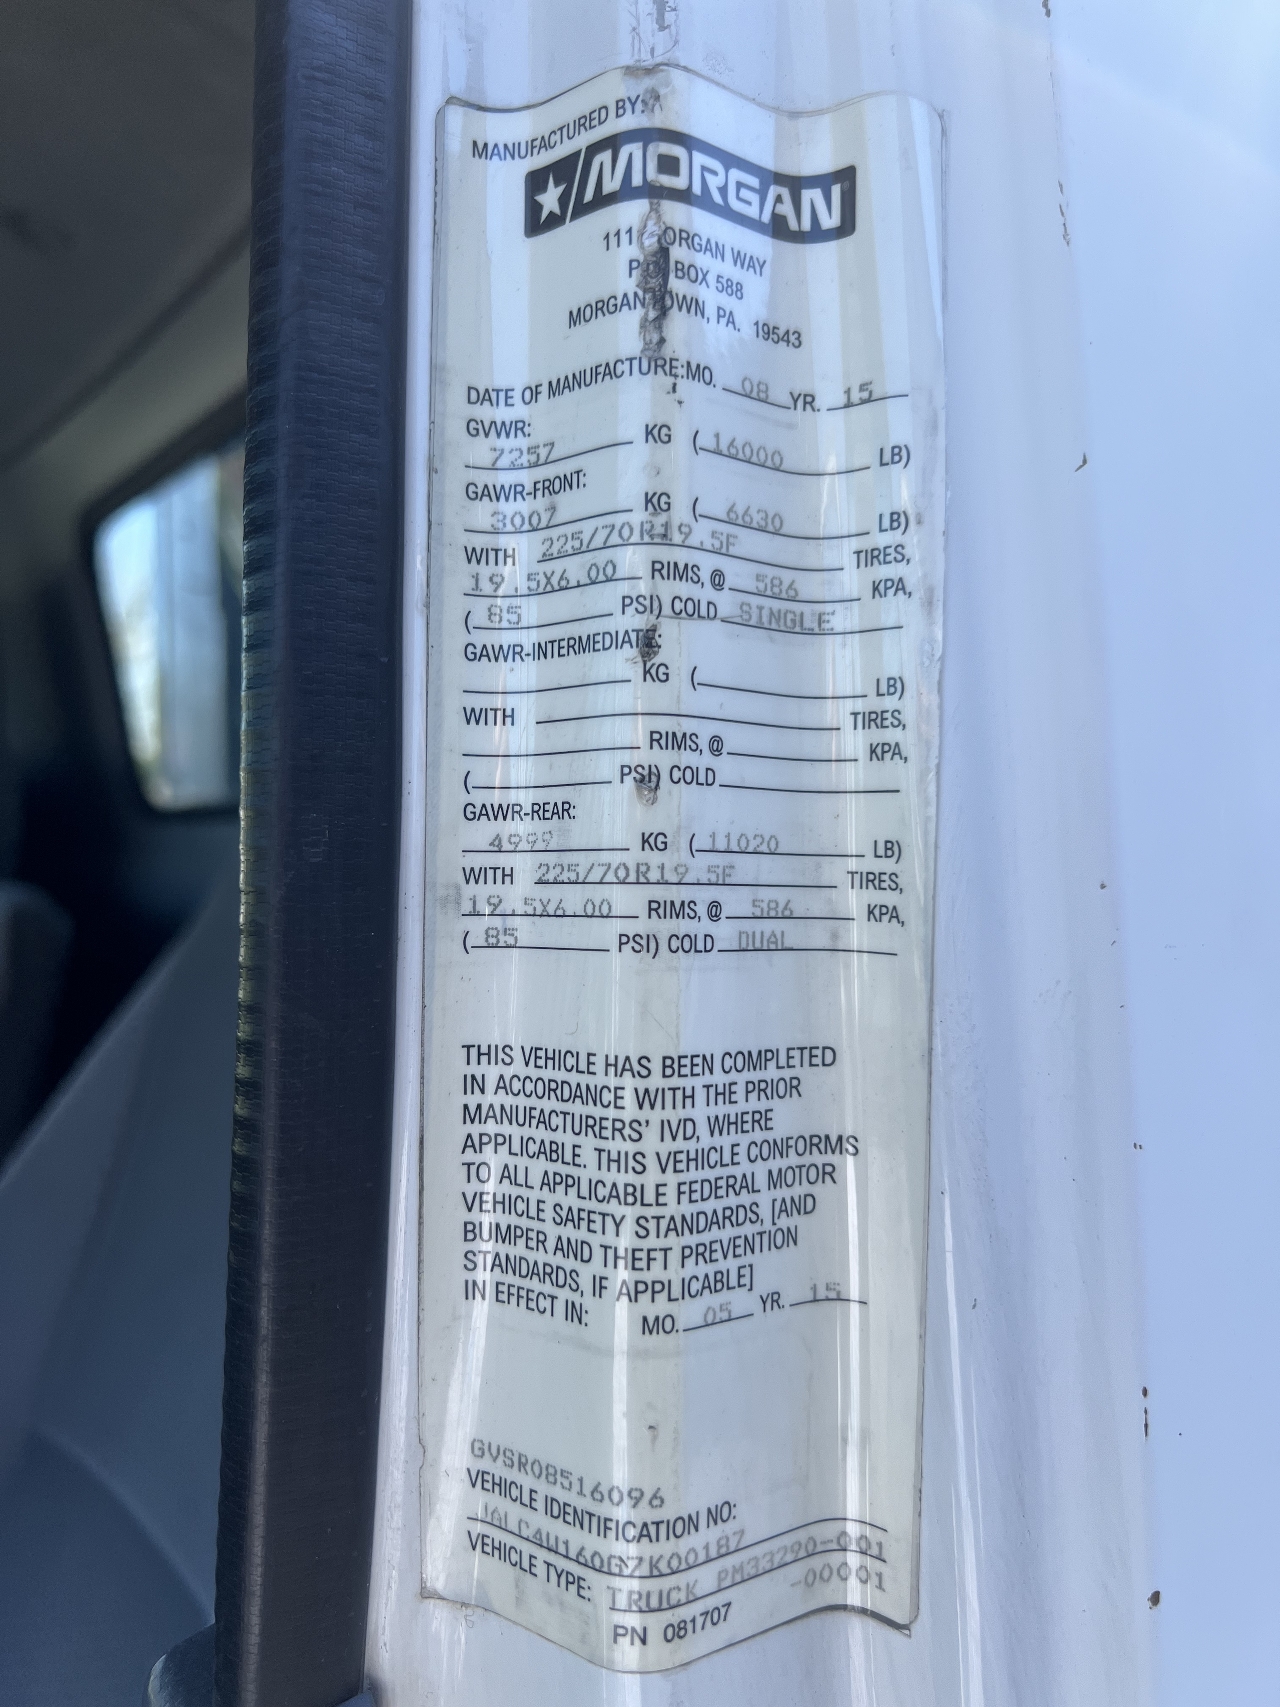 MANUFACTURED BY:
MORGAN
111 MORGAN WAY
P.O. BOX 588
MORGANTOWN, PA. 19543
DATE OF MANUFACTURE: MO. 08 YR. 15
GVWR:
7257 KG (16000 LB)
GAWR-FRONT:
3007 KG (6630 LB)
WITH 225/70R19.5F TIRES,
19.5X6.00 RIMS, @ 586 KPA,
(85 PSI) COLD SINGLE
GAWR-INTERMEDIATE:
KG ( LB)
WITH TIRES,
RIMS, @ KPA,
( PSI) COLD
GAWR-REAR:
4999 KG (11020 LB)
WITH 225/70R19.5F TIRES,
19.5X6.00 RIMS, @ 586 KPA,
(85 PSI) COLD DUAL
THIS VEHICLE HAS BEEN COMPLETED
IN ACCORDANCE WITH THE PRIOR
MANUFACTURERS' IVD, WHERE
APPLICABLE. THIS VEHICLE CONFORMS
TO ALL APPLICABLE FEDERAL MOTOR
VEHICLE SAFETY STANDARDS, [AND
BUMPER AND THEFT PREVENTION
STANDARDS, IF APPLICABLE]
IN EFFECT IN: MO. 05 YR. 15
GVSR08516096
VEHICLE IDENTIFICATION NO:
JALC4W160G7K00187
VEHICLE TYPE: TRUCK PM33290-001
-00001
PN 081707